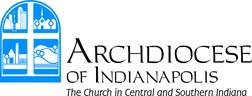 ARCHDIOCESE
OF INDIANAPOLIS
The Church in Central and Southern Indiana